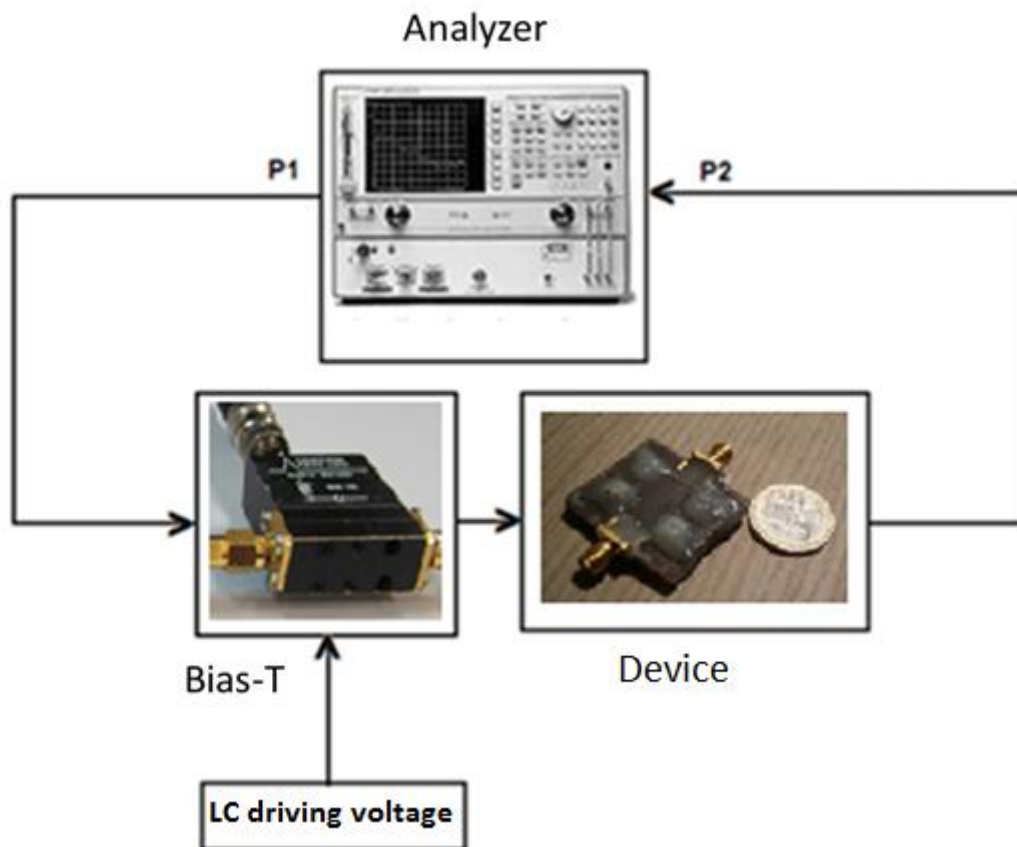 Analyzer
P1
P2
Bias-T
Device
LC driving voltage